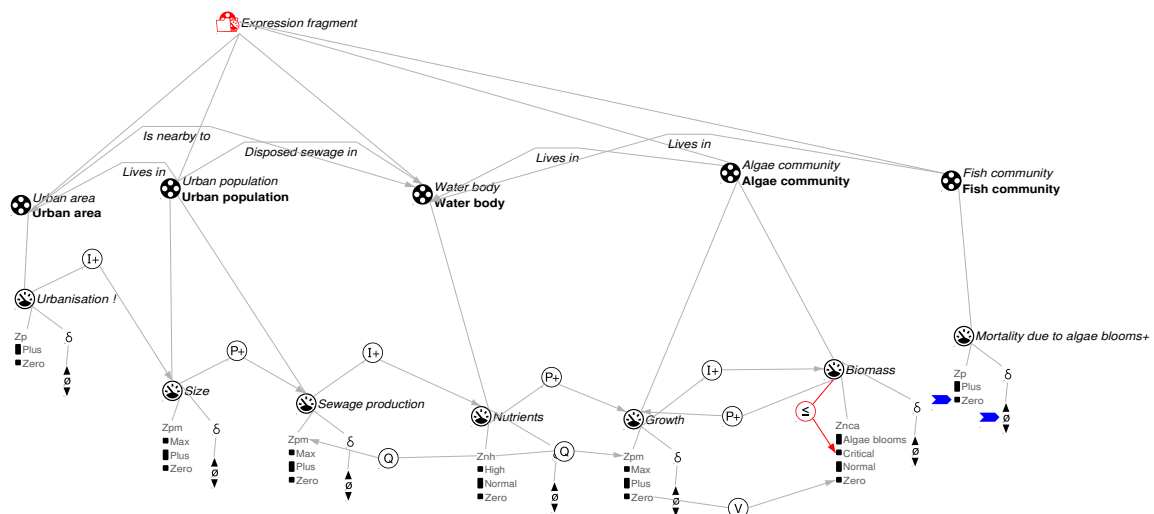 Expression fragment
Is nearby to
Lives in
Disposed sewage in
Lives in
Lives in
Urban area
Urban area
Urban population
Urban population
Water body
Water body
Algae community
Algae community
Fish community
Fish community
I+
Urbanisation !
Zp
Plus
Zero
δ
ø
P+
I+
Size
Zpm
Max
Plus
Zero
δ
ø
Sewage production
Zpm
Max
Plus
Zero
δ
ø
Q
Nutrients
Znh
High
Normal
Zero
Q
ø
P+
I+
P+
Growth
Zpm
Max
Plus
Zero
δ
ø
V
Biomass
≤
Znca
Algae blooms
Critical
Normal
Zero
δ
ø
Mortality due to algae blooms+
Zp
Plus
Zero
δ
ø